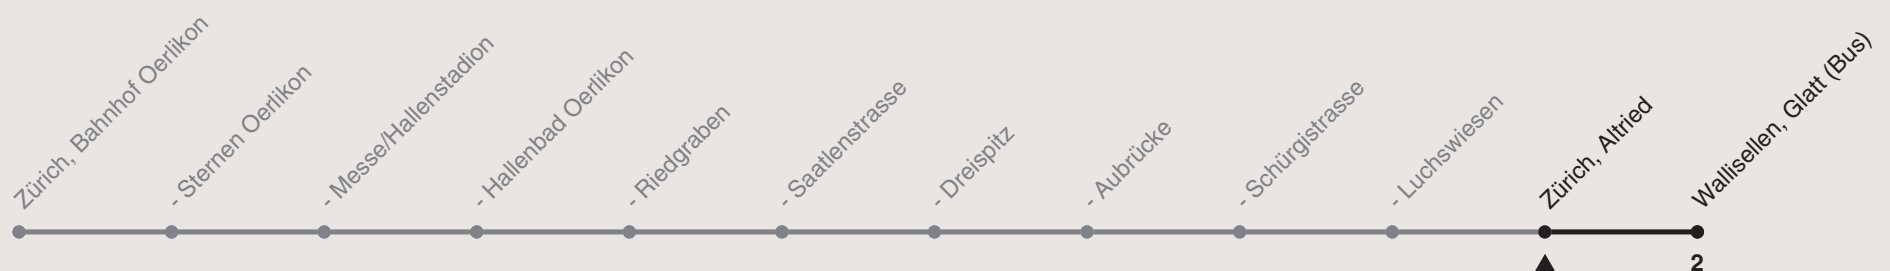 Zürich, Bahnhof Oerlikon
- Sternen Oerlikon
- Messe/Hallenstadion
- Hallenbad Oerlikon
- Riedgraben
- Saatlenstrasse
- Dreispitz
- Aubrücke
- Schürgistrasse
- Luchswiesen
Zürich, Altried
Wallisellen, Glatt (Bus)
2